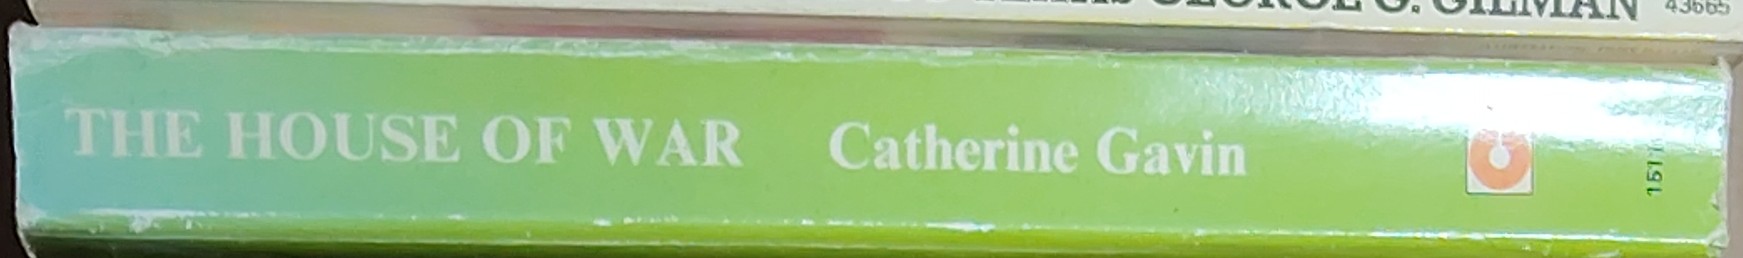 GEORGE G. GILMAN 43665
THE HOUSE OF WAR Catherine Gavin